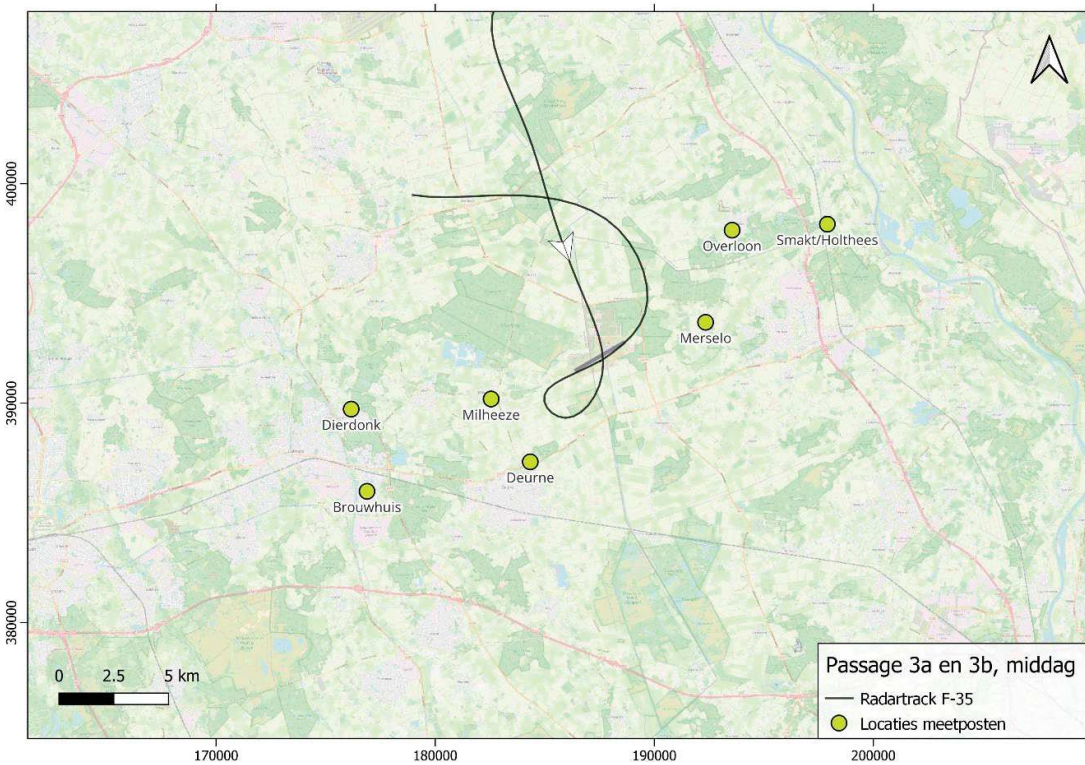 400000
390000
380000
Overloon
Smakt/Holthees
Merselo
Milheeze
Dierdonk
Deurne
Brouwhuis
0 2.5 5 km
Passage 3a en 3b, middag
Radartrack F-35
Locaties meetposten
170000 180000 190000 200000